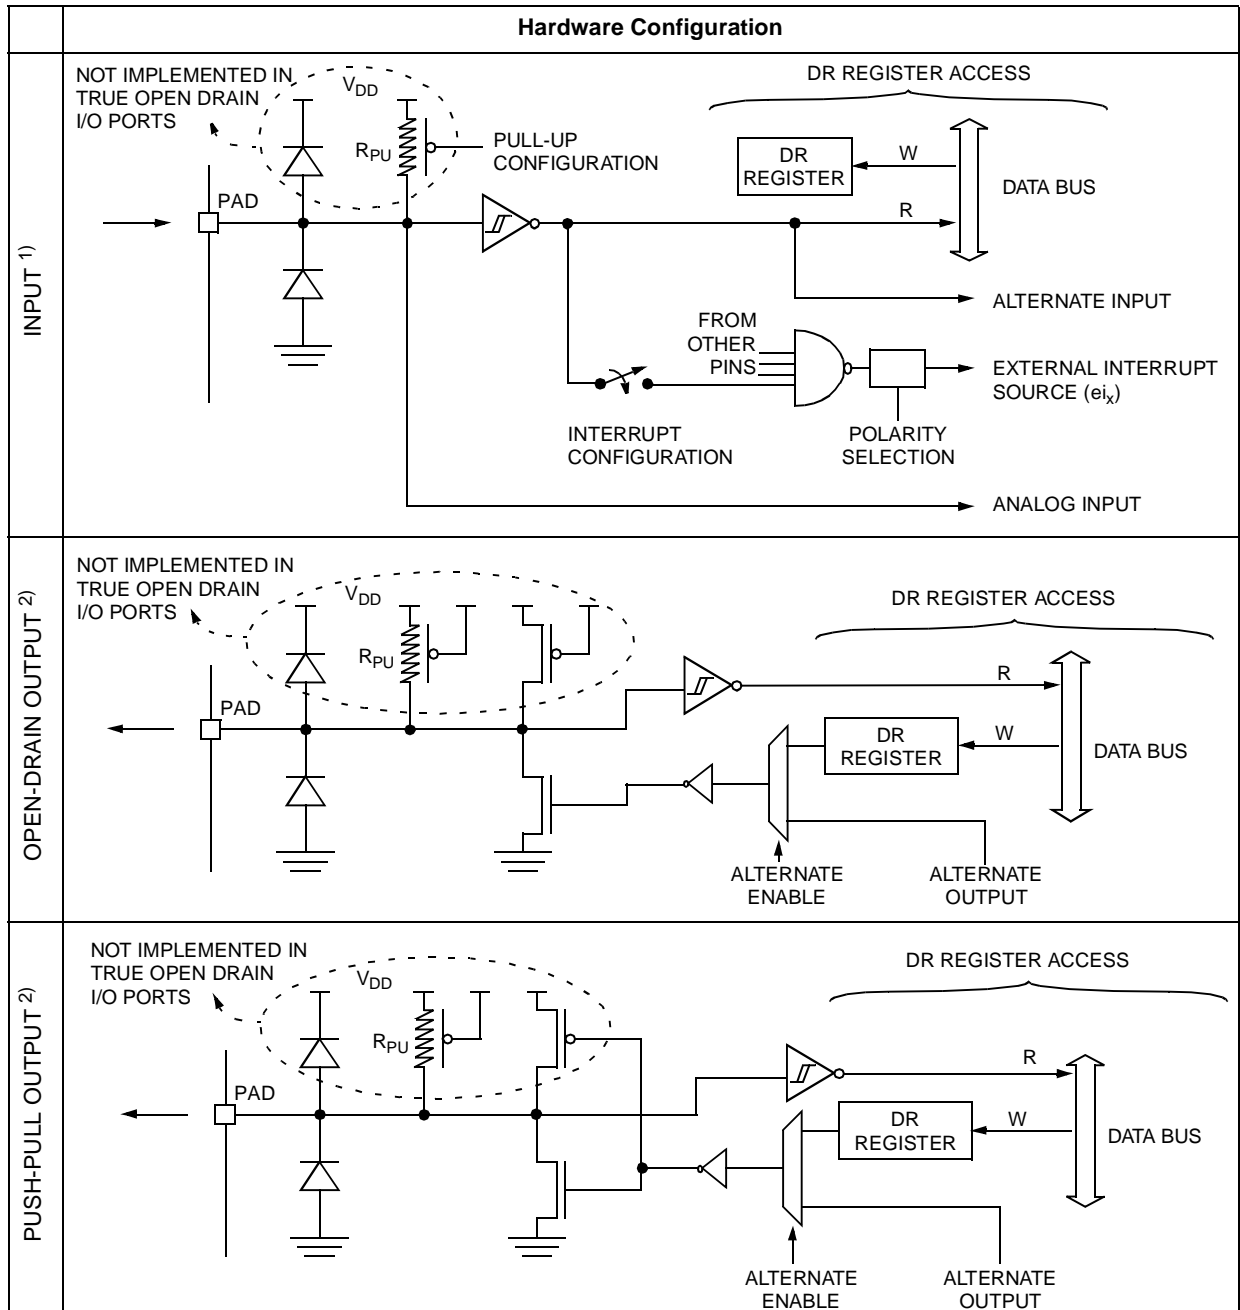 Hardware Configuration
INPUT 1)
NOT IMPLEMENTED IN
TRUE OPEN DRAIN
I/O PORTS
VDD
RPU
PULL-UP
CONFIGURATION
PAD
DR REGISTER ACCESS
DR
REGISTER
W
R
DATA BUS
ALTERNATE INPUT
FROM
OTHER
PINS
EXTERNAL INTERRUPT
SOURCE (eix)
INTERRUPT
CONFIGURATION
POLARITY
SELECTION
ANALOG INPUT
OPEN-DRAIN OUTPUT 2)
NOT IMPLEMENTED IN
TRUE OPEN DRAIN
I/O PORTS
VDD
RPU
PAD
DR REGISTER ACCESS
R
DR
REGISTER
W
DATA BUS
ALTERNATE
ENABLE
ALTERNATE
OUTPUT
PUSH-PULL OUTPUT 2)
NOT IMPLEMENTED IN
TRUE OPEN DRAIN
I/O PORTS
VDD
RPU
PAD
DR REGISTER ACCESS
R
DR
REGISTER
W
DATA BUS
ALTERNATE
ENABLE
ALTERNATE
OUTPUT